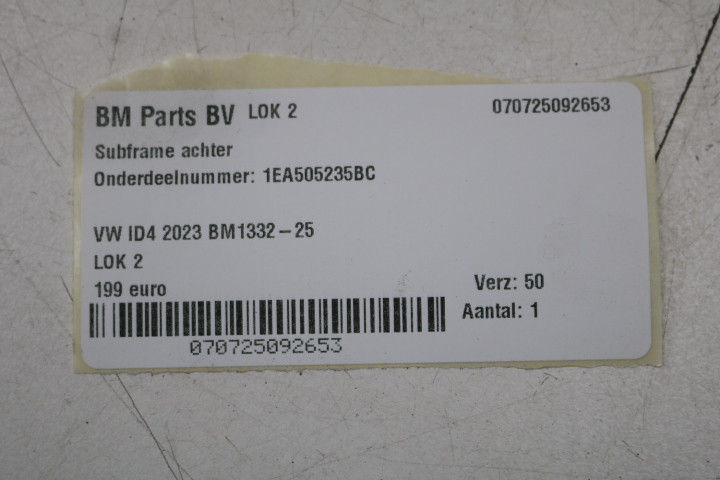 BM Parts BV LOK 2 070725092653
Subframe achter
Onderdeelnummer: 1EA505235BC
VW ID4 2023 BM1332-25
LOK 2
199 euro Verz: 50
Aantal: 1
070725092653